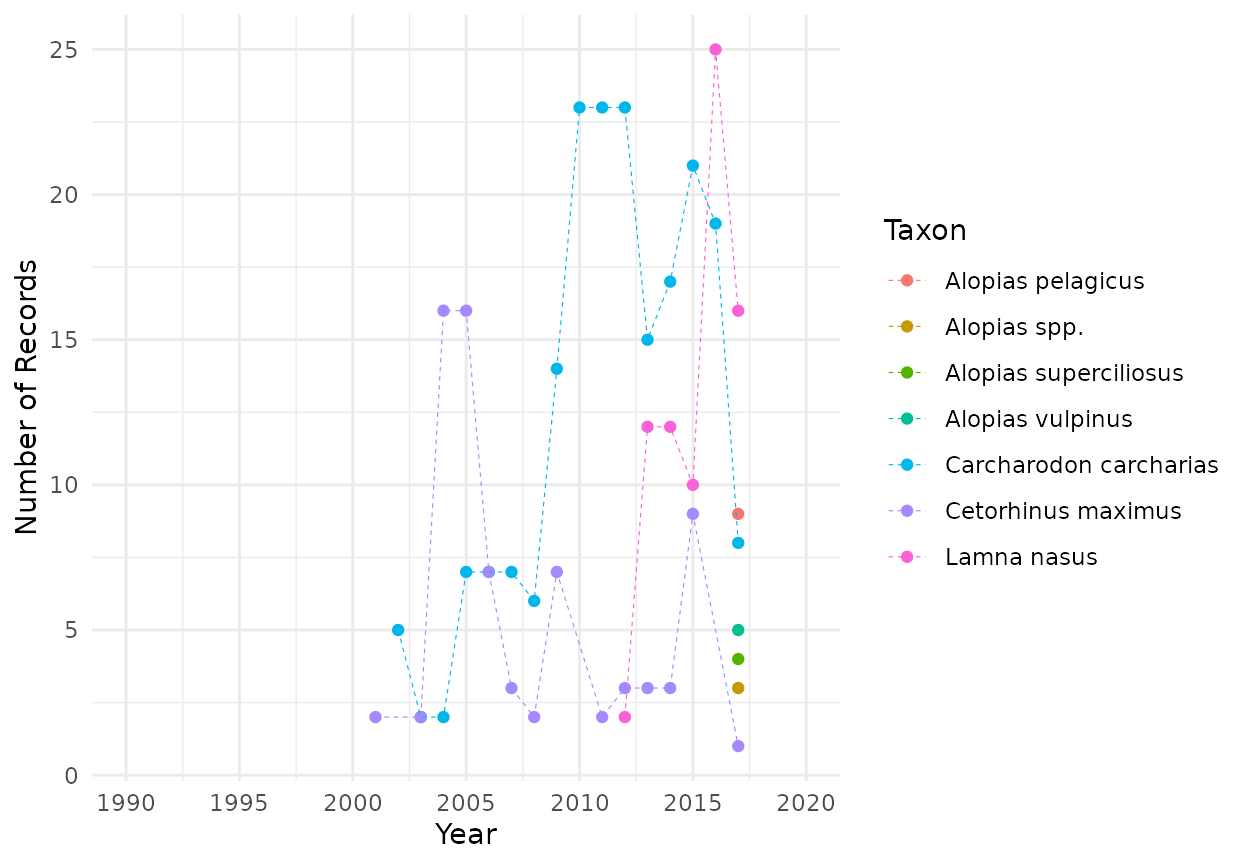 25
20
15
10
5
0
Number of Records
1990 1995 2000 2005 2010 2015 2020
Year
Taxon
Alopias pelagicus
Alopias spp.
Alopias superciliosus
Alopias vulpinus
Carcharodon carcharias
Cetorhinus maximus
Lamna nasus